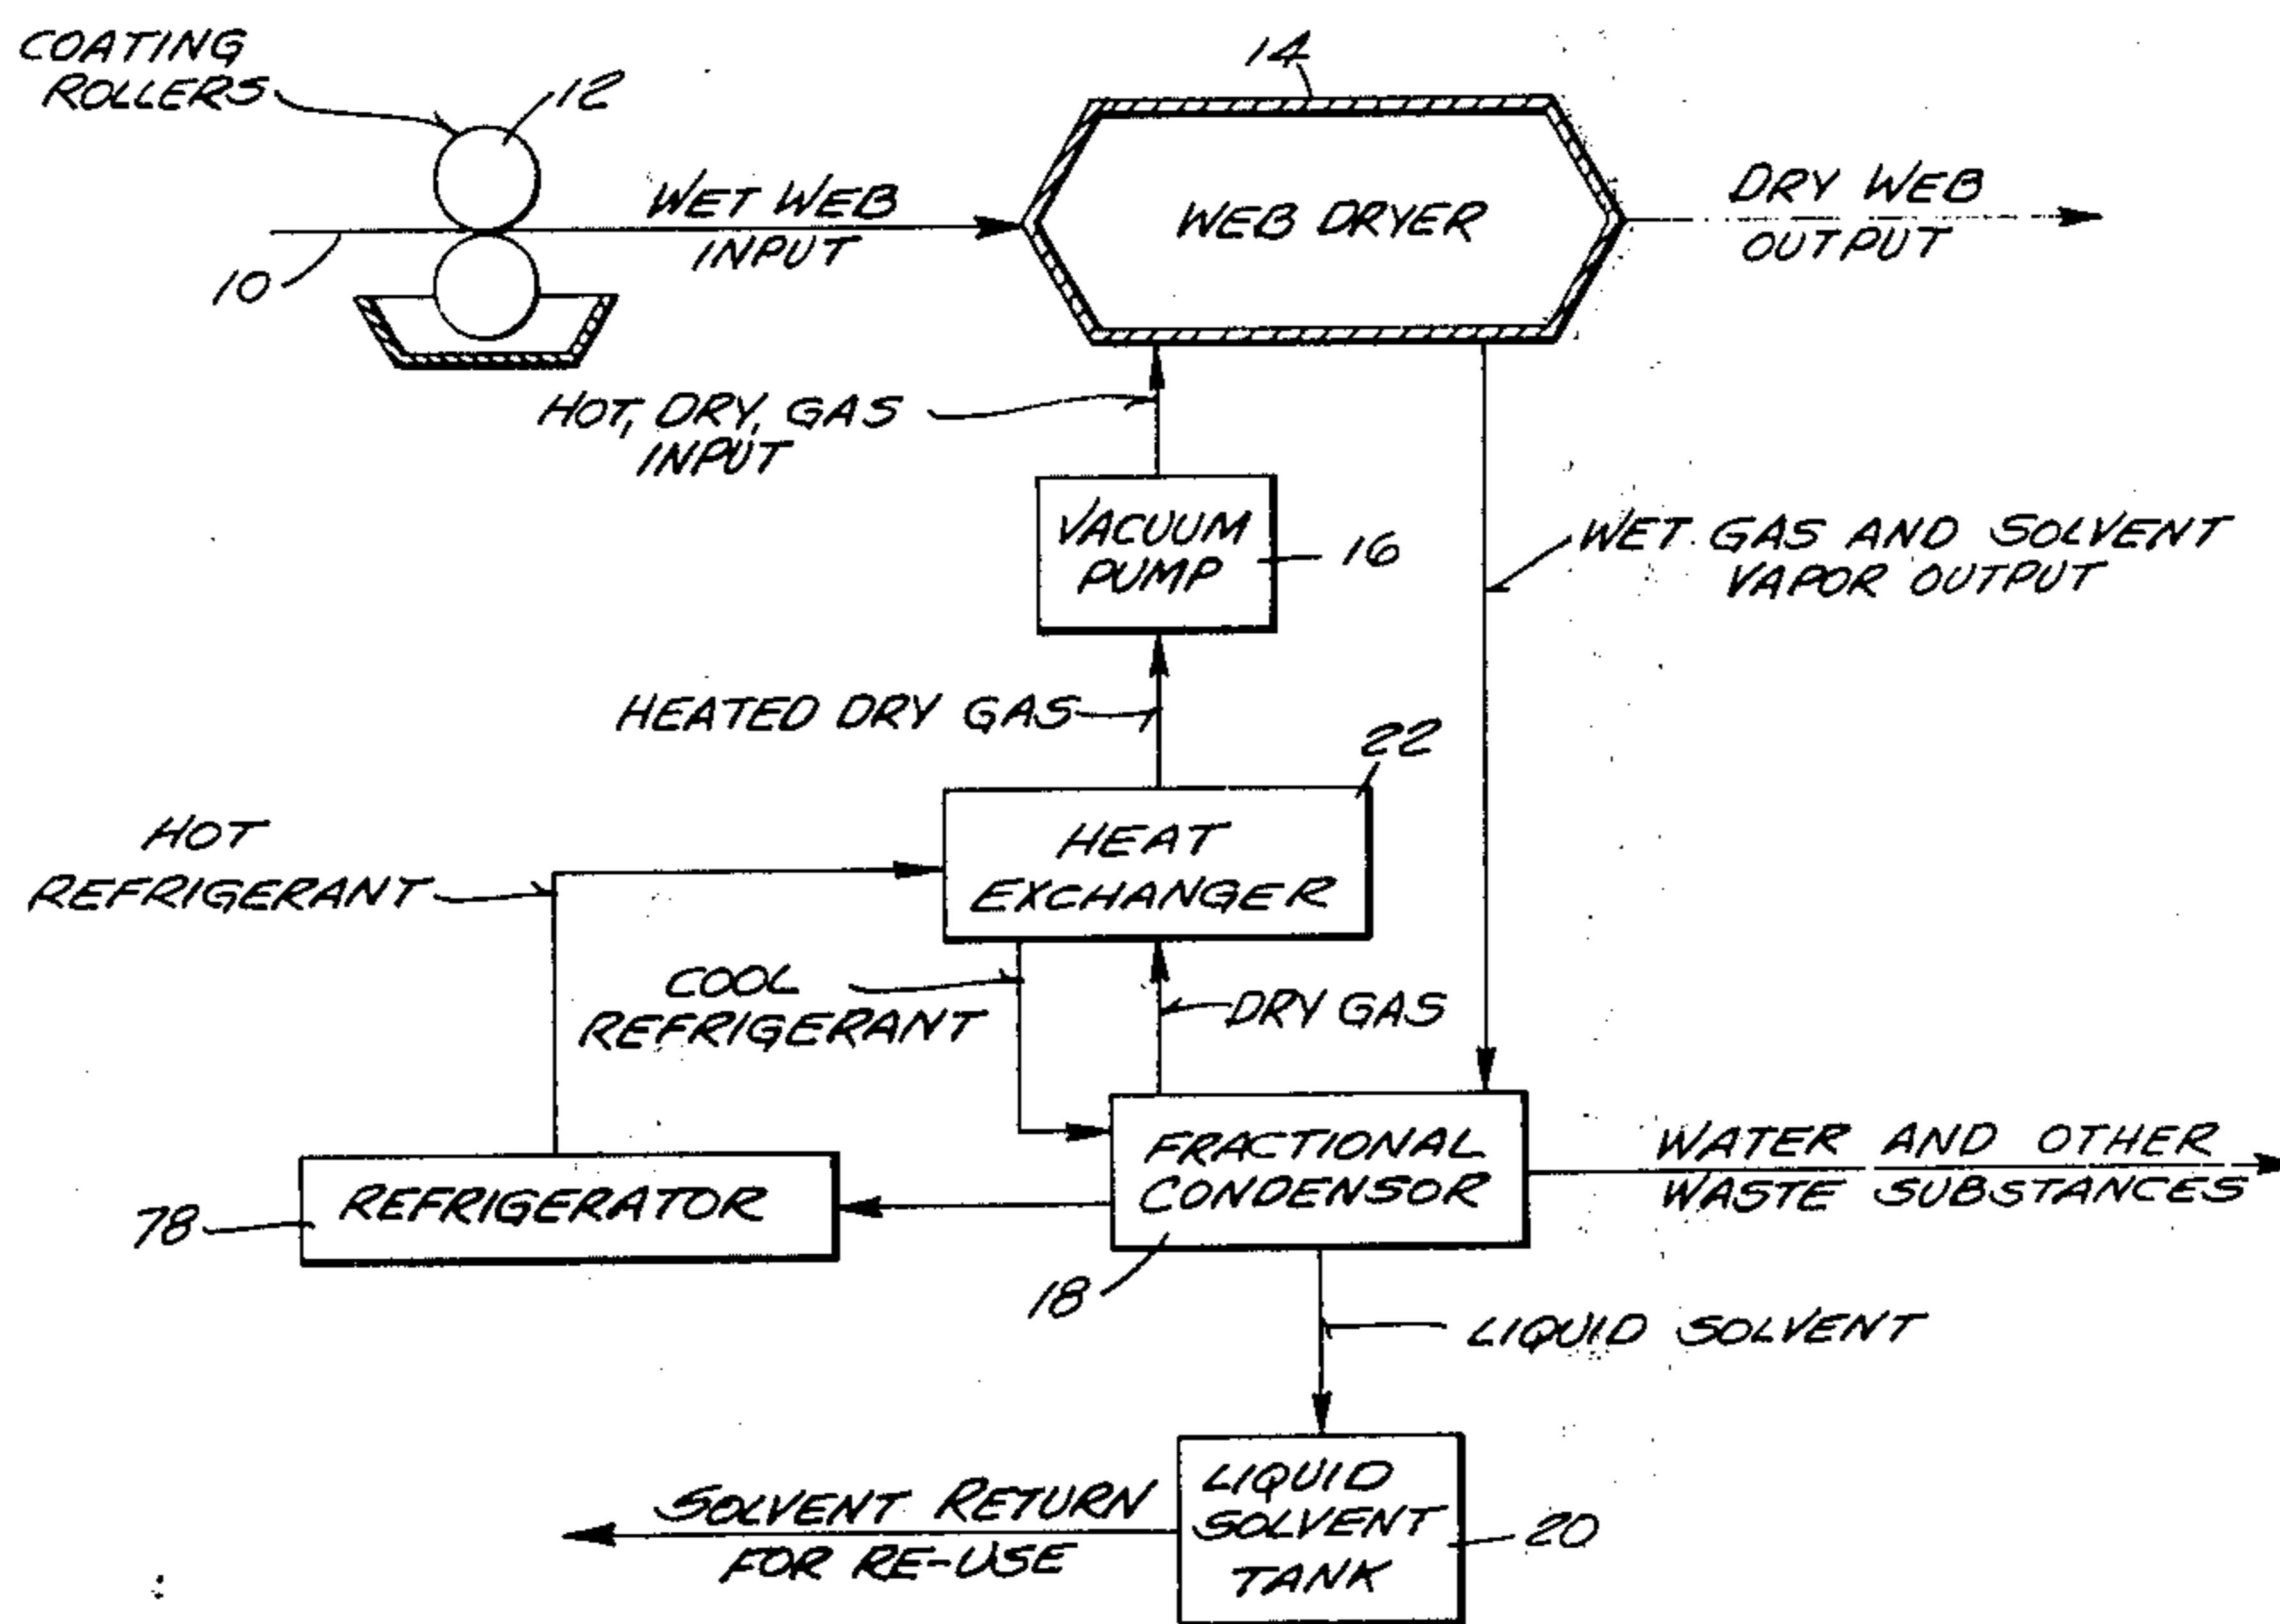 COATING
ROLLERS
12
14
WET WEB
INPUT
WEB DRYER
DRY WEB
OUTPUT
10
HOT, DRY, GAS
INPUT
VACUUM
PUMP
16
WET GAS AND SOLVENT
VAPOR OUTPUT
HEATED DRY GAS
22
HOT
REFRIGERANT
HEAT
EXCHANGER
COOL
REFRIGERANT
DRY GAS
FRACTIONAL
CONDENSOR
WATER AND OTHER
WASTE SUBSTANCES
REFRIGERATOR
78
18
LIQUID SOLVENT
LIQUID
SOLVENT
TANK
SOLVENT RETURN
FOR RE-USE
20